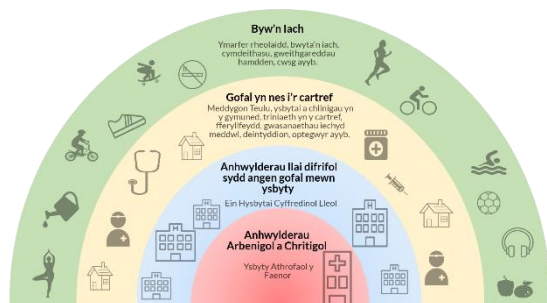 Byw'n Iach
Ymarfer rheolaidd, bwyta'n iach,
cymdeithasu, gweithgareddau
hamdden, cwsg ayyb.
Gofal yn nes i'r cartref
Meddygon Teulu, ysbytai a chlinigau yn
y gymuned, triniaeth yn y cartref,
fferyllfeydd, gwasanaethau iechyd
meddwl, deintyddion, optegwyr ayyb.
Anhwylderau llai difrifol
sydd angen gofal mewn
ysbyty
Ein Hysbytai Cyffredinol Lleol
Anhwylderau
Arbenigol a Chritigol
Ysbyty Athrofaol y
Faenor